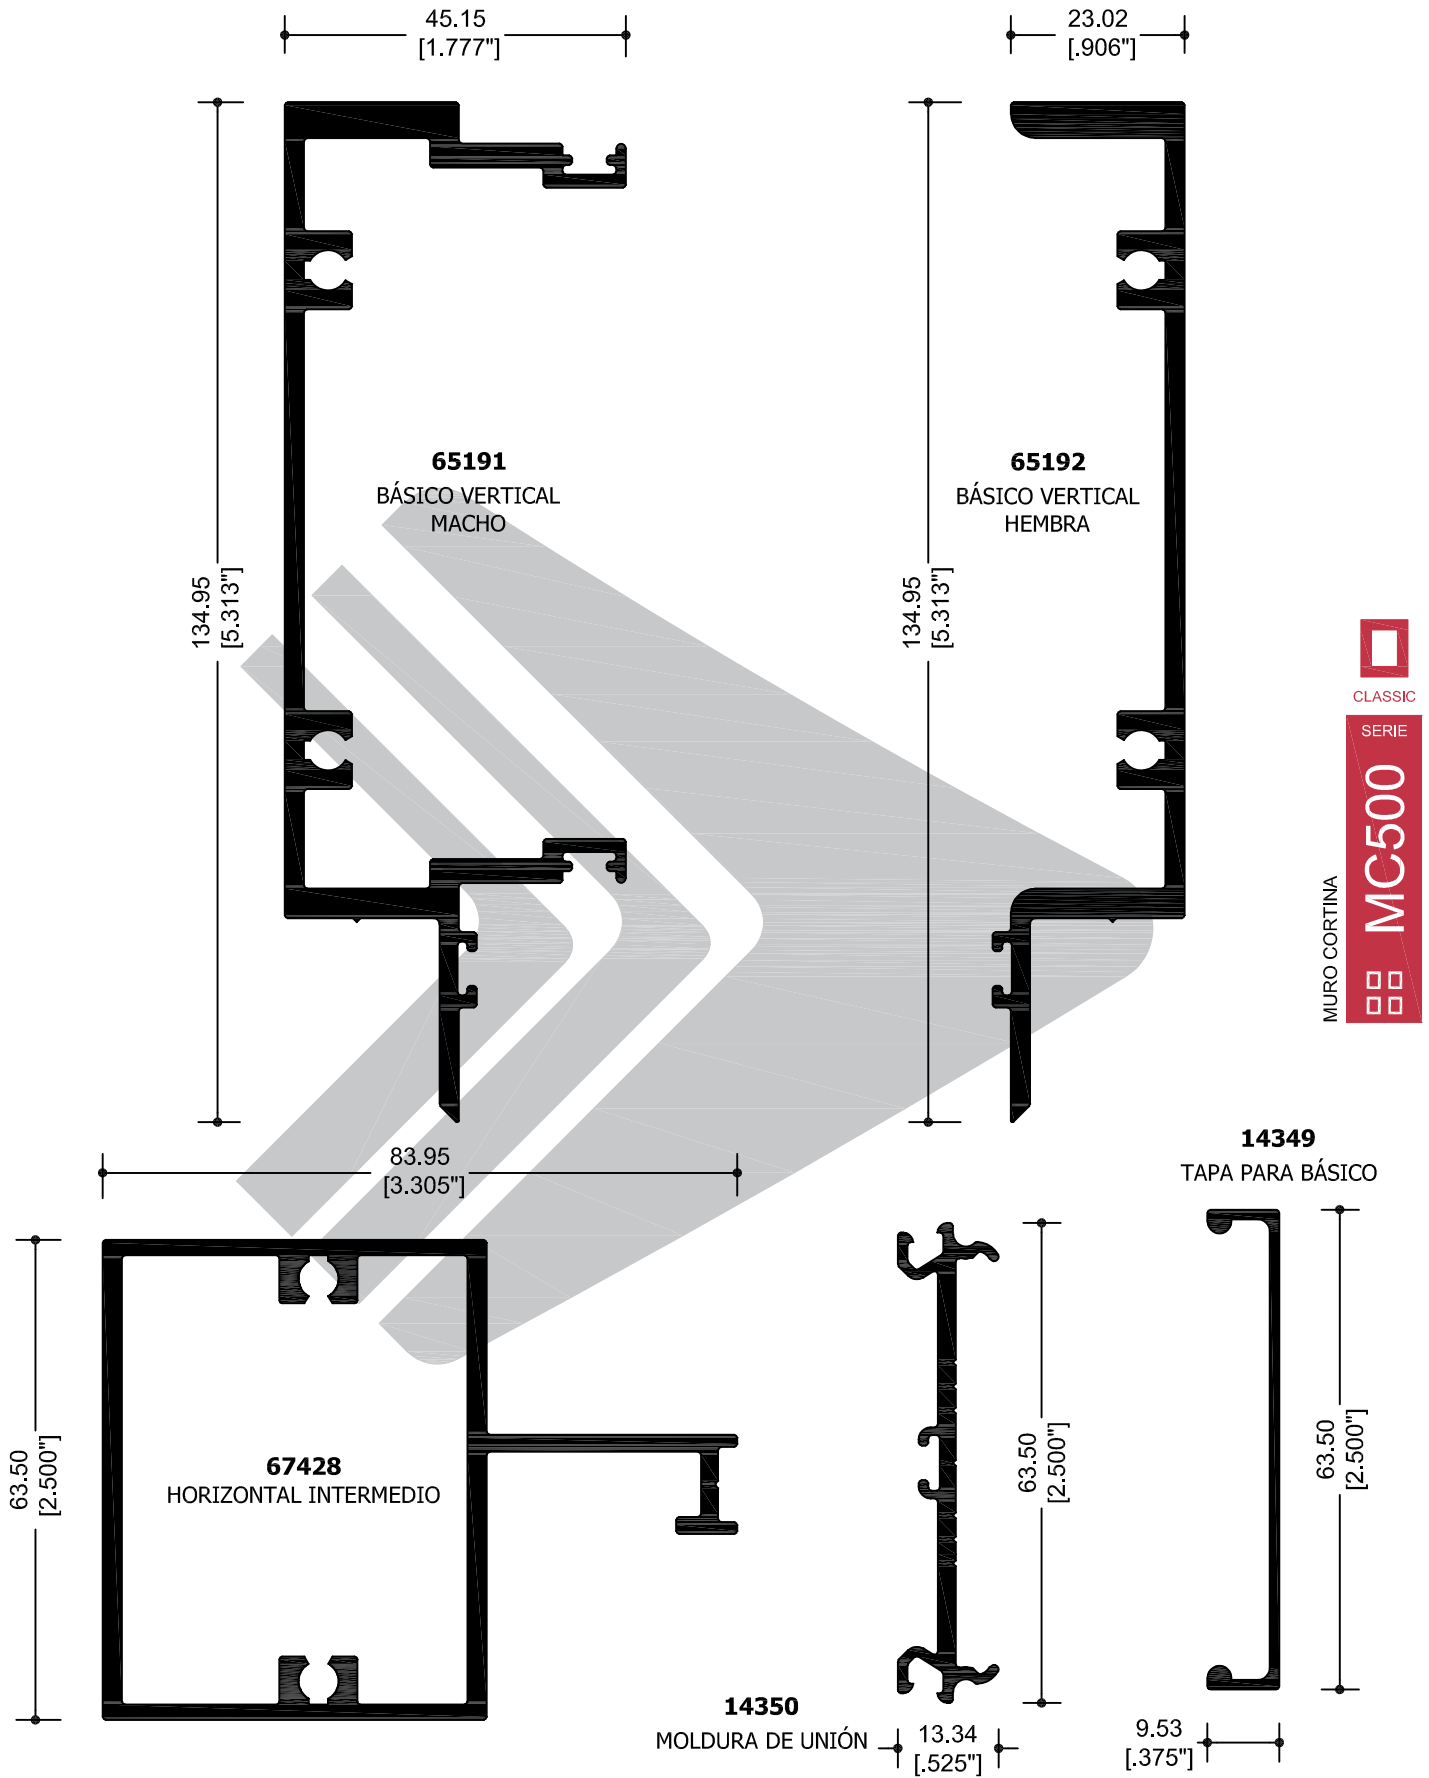 45.15
[1.777"]
23.02
[.906"]
65191
BÁSICO VERTICAL
MACHO
65192
BÁSICO VERTICAL
HEMBRA
134.95
[5.313"]
134.95
[5.313"]
CLASSIC
SERIE
MC500
MURO CORTINA
83.95
[3.305"]
14349
TAPA PARA BÁSICO
63.50
[2.500"]
67428
HORIZONTAL INTERMEDIO
63.50
[2.500"]
63.50
[2.500"]
14350
MOLDURA DE UNIÓN
13.34
[.525"]
9.53
[.375"]